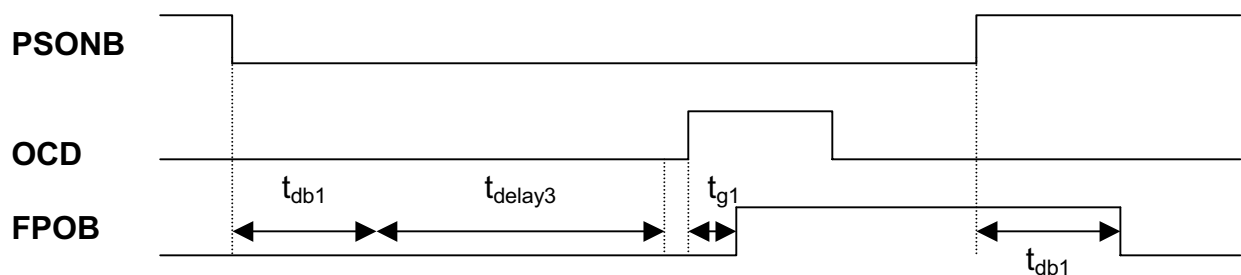 PSONB
OCD
t_db1 t_delay3 t_g1
FPOB
t_db1